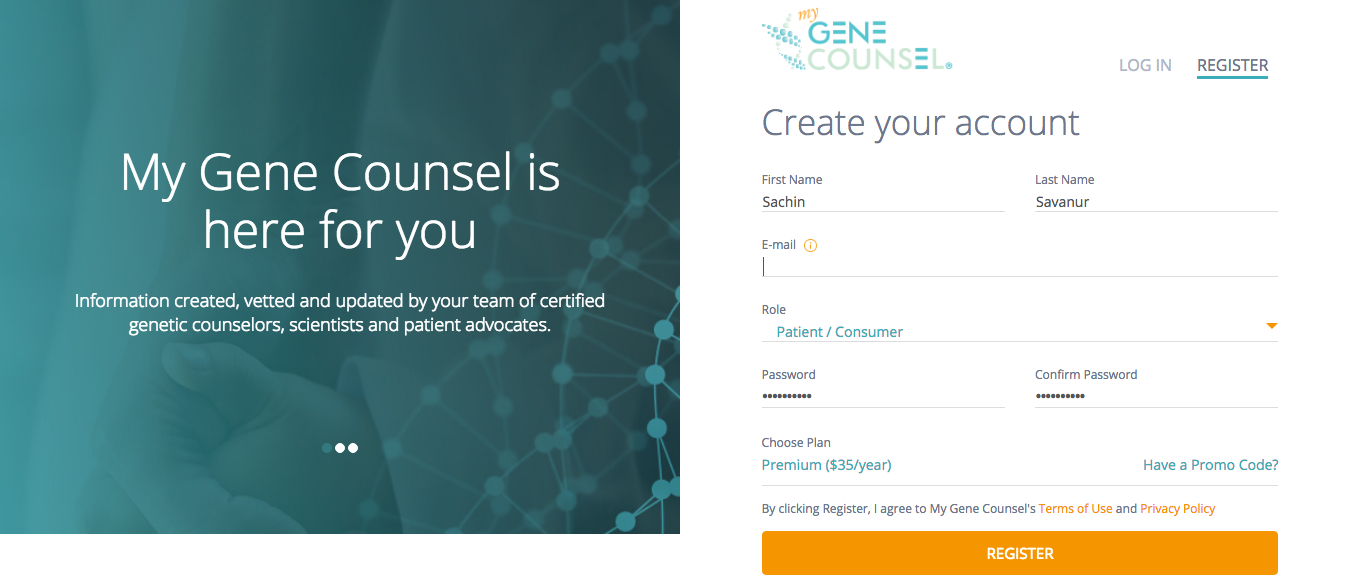 My Gene Counsel is
here for you
Information created, vetted and updated by your team of certified
genetic counselors, scientists and patient advocates.
my
GENE
COUNSEL®
LOG IN REGISTER
Create your account
First Name Last Name
Sachin Savanur
E-mail
Role
Patient / Consumer
Password Confirm Password
•••••••••• ••••••••••
Choose Plan
Premium ($35/year) Have a Promo Code?
By clicking Register, I agree to My Gene Counsel's Terms of Use and Privacy Policy
REGISTER